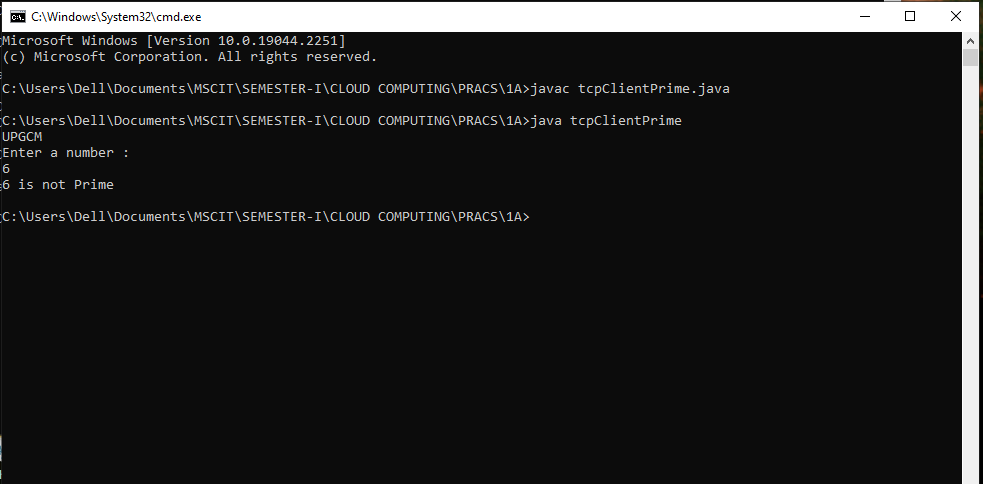 C:\Windows\System32\cmd.exe
Microsoft Windows [Version 10.0.19044.2251]
(c) Microsoft Corporation. All rights reserved.
C:\Users\Dell\Documents\MSCIT\SEMESTER-I\CLOUD COMPUTING\PRACS\1A>javac tcpClientPrime.java
C:\Users\Dell\Documents\MSCIT\SEMESTER-I\CLOUD COMPUTING\PRACS\1A>java tcpClientPrime
UPGCM
Enter a number :
6
6 is not Prime
C:\Users\Dell\Documents\MSCIT\SEMESTER-I\CLOUD COMPUTING\PRACS\1A>